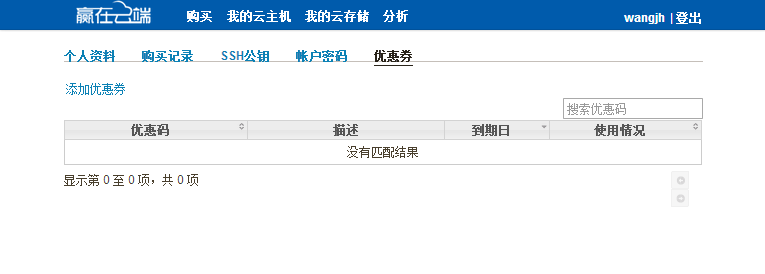 赢在云端 购买 我的云主机 我的云存储 分析 wangjh | 登出
个人资料 购买记录 SSH公钥 帐户密码 优惠券
添加优惠券
搜索优惠码
优惠码 描述 到期日 使用情况
没有匹配结果
显示第 0 至 0 项，共 0 项